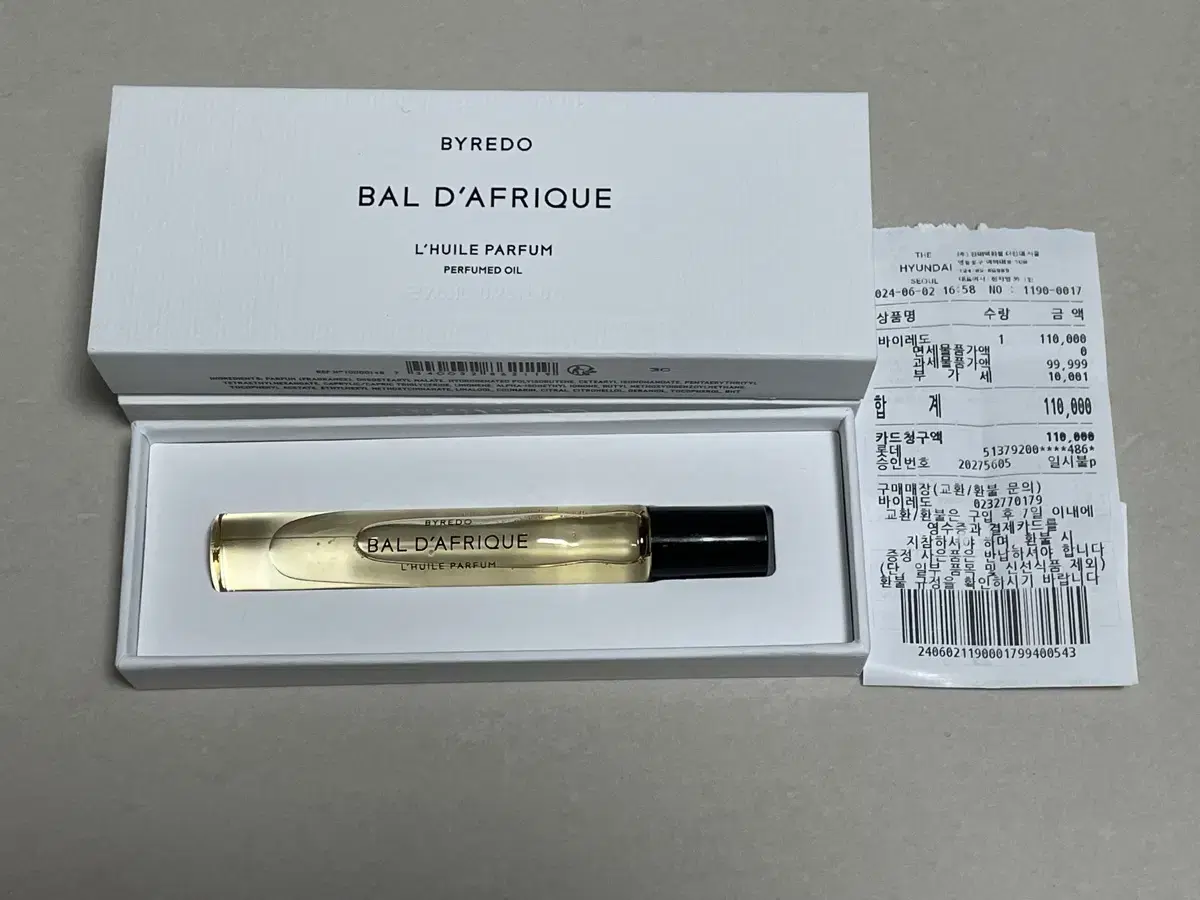 BYREDO
BAL D'AFRIQUE
L'HUILE PARFUM
PERFUMED OIL
3C
BYREDO
BAL D'AFRIQUE
L'HUILE PARFUM
THE
HYUNDAI
SEOUL
024-06-02 16:58 NO : 1190-0017
상품명 수량 금 액
바이레도 1 110,000
면세물품가액 0
과세물품가액 99,999
부 가 세 10,001
합 계 110,000
카드청구액 110,000
롯데 51379200****486*
승인번호 20275605 일시불p
구매매장(교환/환불 문의)
바이레도 0232770179
교환/환불은 구입 후 7일 이내에
영수증과 결제카드를
지참하셔야 하며 환불 시
증정 사은품은 반납하셔야 합니다
(단, 일부 품목 및 신선식품 제외)
환불 규정을 확인하시기 바랍니다
2406021190001799400543